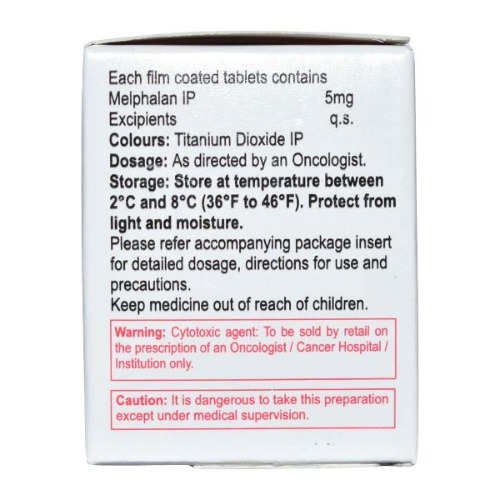 Each film coated tablets contains
Melphalan IP 5mg
Excipients q.s.
Colours: Titanium Dioxide IP
Dosage: As directed by an Oncologist.
Storage: Store at temperature between
2°C and 8°C (36°F to 46°F). Protect from
light and moisture.
Please refer accompanying package insert
for detailed dosage, directions for use and
precautions.
Keep medicine out of reach of children.
Warning: Cytotoxic agent: To be sold by retail on
the prescription of an Oncologist / Cancer Hospital /
Institution only.
Caution: It is dangerous to take this preparation
except under medical supervision.